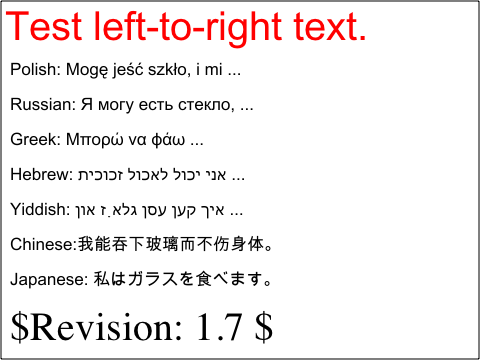 Test left-to-right text.
Polish: Mogę jeść szkło, i mi ...
Russian: Я могу есть стекло, ...
Greek: Μπορώ να φάω ...
Hebrew: אני יכול לאכול זכוכית ...
Yiddish: איך קען עסן גלאָז און ...
Chinese:我能吞下玻璃而不伤身体。
Japanese: 私はガラスを食べます。
$Revision: 1.7 $